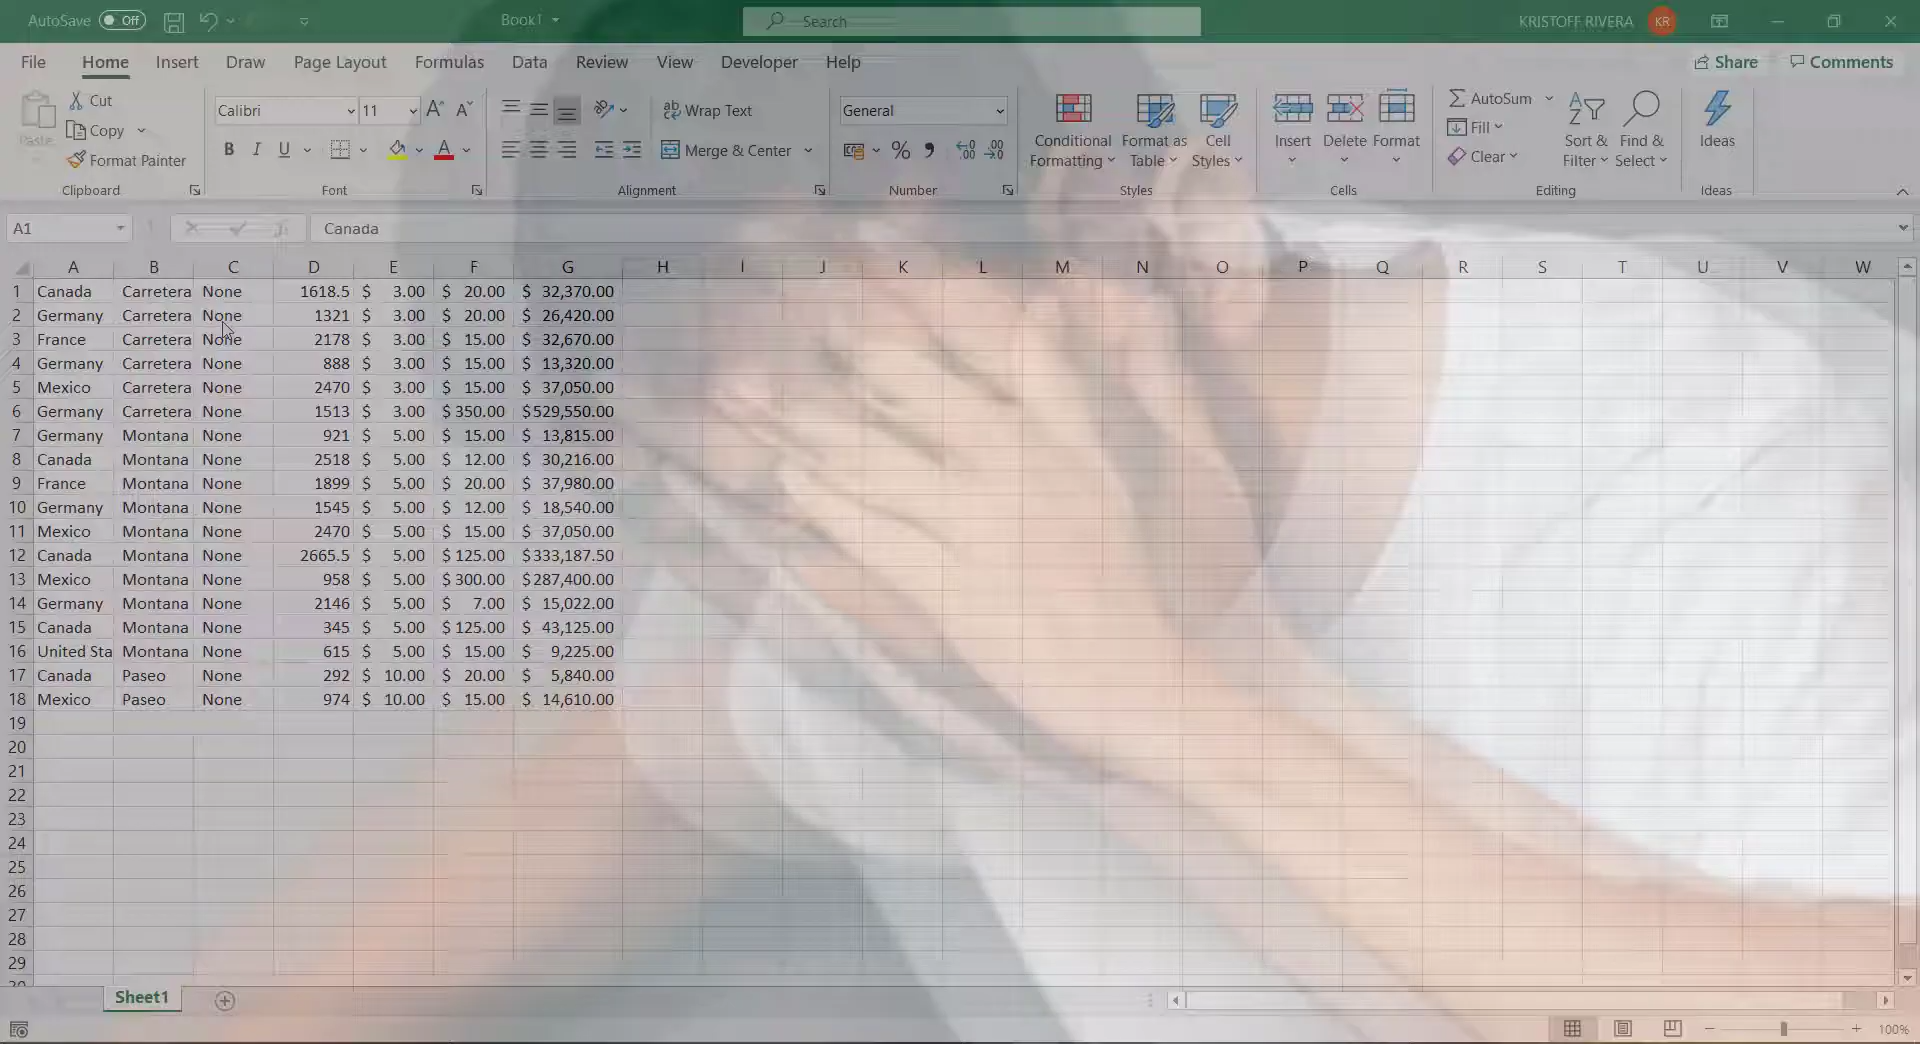 AutoSave Off Book1 Search KRISTOFF RIVERA KR
File Home Insert Draw Page Layout Formulas Data Review View Developer Help Share Comments
Paste Cut Copy Format Painter Clipboard
Calibri 11 B I U A Font
Wrap Text Merge & Center Alignment
General % Number
Conditional Formatting Format as Table Cell Styles Styles
Insert Delete Format Cells
AutoSum Fill Clear Sort & Filter Find & Select Editing
Ideas Ideas
A1 Canada
A B C D E F G H I J K L M N O P Q R S T U V W
1 Canada Carretera None 1618.5 $ 3.00 $ 20.00 $ 32,370.00
2 Germany Carretera None 1321 $ 3.00 $ 20.00 $ 26,420.00
3 France Carretera None 2178 $ 3.00 $ 15.00 $ 32,670.00
4 Germany Carretera None 888 $ 3.00 $ 15.00 $ 13,320.00
5 Mexico Carretera None 2470 $ 3.00 $ 15.00 $ 37,050.00
6 Germany Carretera None 1513 $ 3.00 $ 350.00 $529,550.00
7 Germany Montana None 921 $ 5.00 $ 15.00 $ 13,815.00
8 Canada Montana None 2518 $ 5.00 $ 12.00 $ 30,216.00
9 France Montana None 1899 $ 5.00 $ 20.00 $ 37,980.00
10 Germany Montana None 1545 $ 5.00 $ 12.00 $ 18,540.00
11 Mexico Montana None 2470 $ 5.00 $ 15.00 $ 37,050.00
12 Canada Montana None 2665.5 $ 5.00 $ 125.00 $333,187.50
13 Mexico Montana None 958 $ 5.00 $ 300.00 $287,400.00
14 Germany Montana None 2146 $ 5.00 $ 7.00 $ 15,022.00
15 Canada Montana None 345 $ 5.00 $ 125.00 $ 43,125.00
16 United Sta Montana None 615 $ 5.00 $ 15.00 $ 9,225.00
17 Canada Paseo None 292 $ 10.00 $ 20.00 $ 5,840.00
18 Mexico Paseo None 974 $ 10.00 $ 15.00 $ 14,610.00
19
20
21
22
23
24
25
26
27
28
29
Sheet1
100%